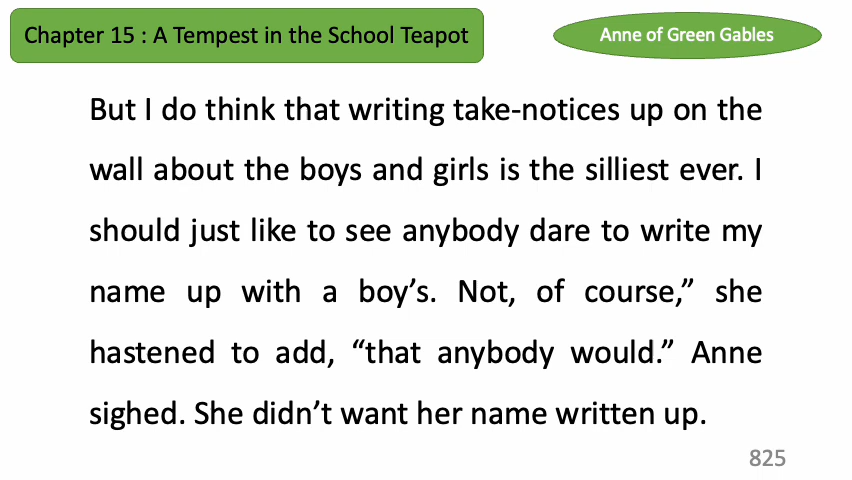 Chapter 15 : A Tempest in the School Teapot
Anne of Green Gables
But I do think that writing take-notices up on the
wall about the boys and girls is the silliest ever. I
should just like to see anybody dare to write my
name up with a boy’s. Not, of course,” she
hastened to add, “that anybody would.” Anne
sighed. She didn’t want her name written up.
825